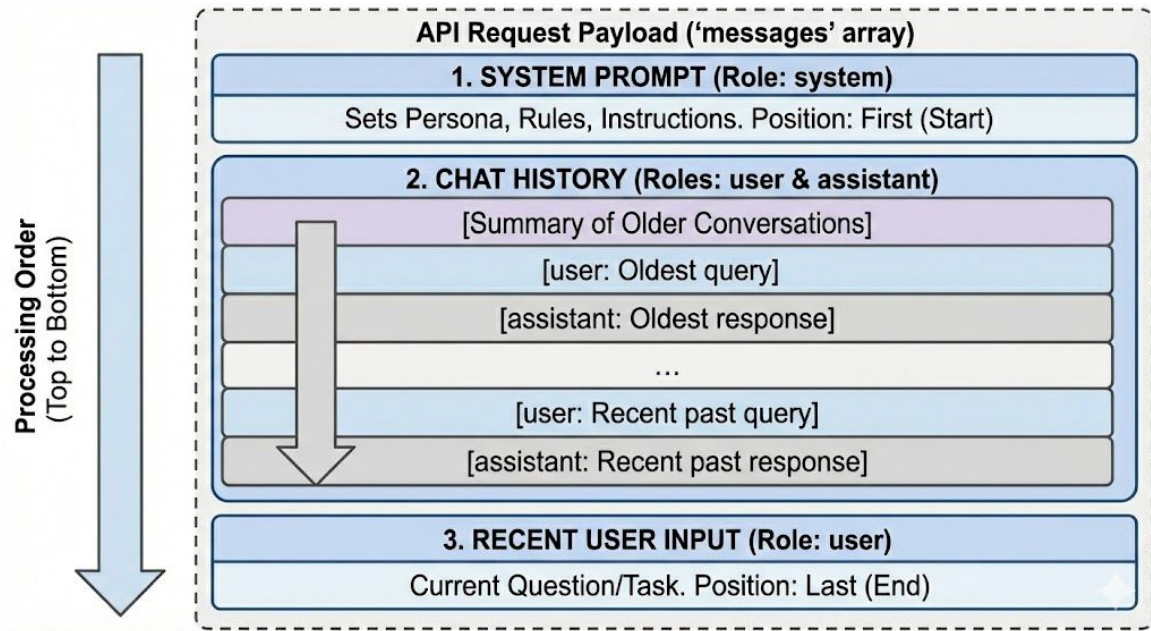 API Request Payload (‘messages’ array)
1. SYSTEM PROMPT (Role: system)
Sets Persona, Rules, Instructions. Position: First (Start)
2. CHAT HISTORY (Roles: user & assistant)
[Summary of Older Conversations]
[user: Oldest query]
[assistant: Oldest response]
...
[user: Recent past query]
[assistant: Recent past response]
3. RECENT USER INPUT (Role: user)
Current Question/Task. Position: Last (End)
Processing Order
(Top to Bottom)